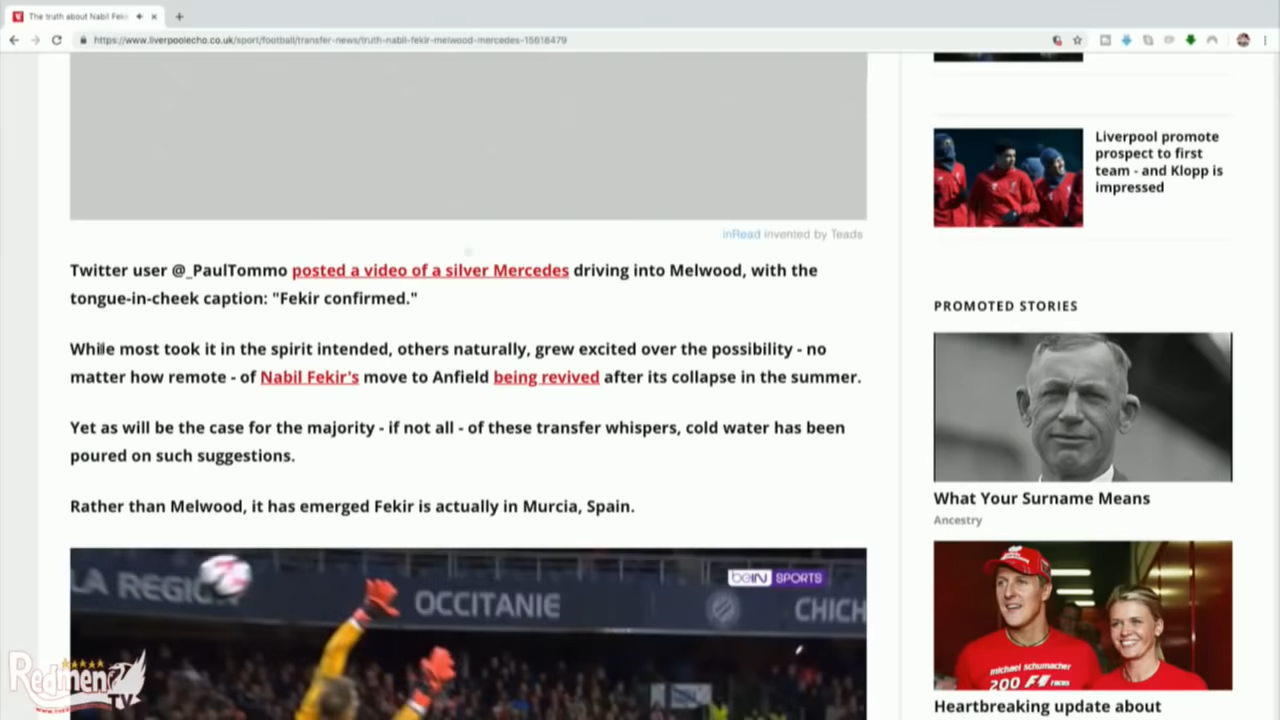 The truth about Nabil Feki
https://www.liverpoolecho.co.uk/sport/football/transfer-news/truth-nabil-fekir-melwood-mercedes-15618479
Liverpool promote
prospect to first
team - and Klopp is
impressed
inRead invented by Teads
Twitter user @_PaulTommo posted a video of a silver Mercedes driving into Melwood, with the
tongue-in-cheek caption: "Fekir confirmed."
While most took it in the spirit intended, others naturally, grew excited over the possibility - no
matter how remote - of Nabil Fekir's move to Anfield being revived after its collapse in the summer.
Yet as will be the case for the majority - if not all - of these transfer whispers, cold water has been
poured on such suggestions.
Rather than Melwood, it has emerged Fekir is actually in Murcia, Spain.
PROMOTED STORIES
What Your Surname Means
Ancestry
LA REGIO
OCCITANIE
CHICH
beIN SPORTS
michael schumacher
200 F1 races
Heartbreaking update about
Redmen
TV